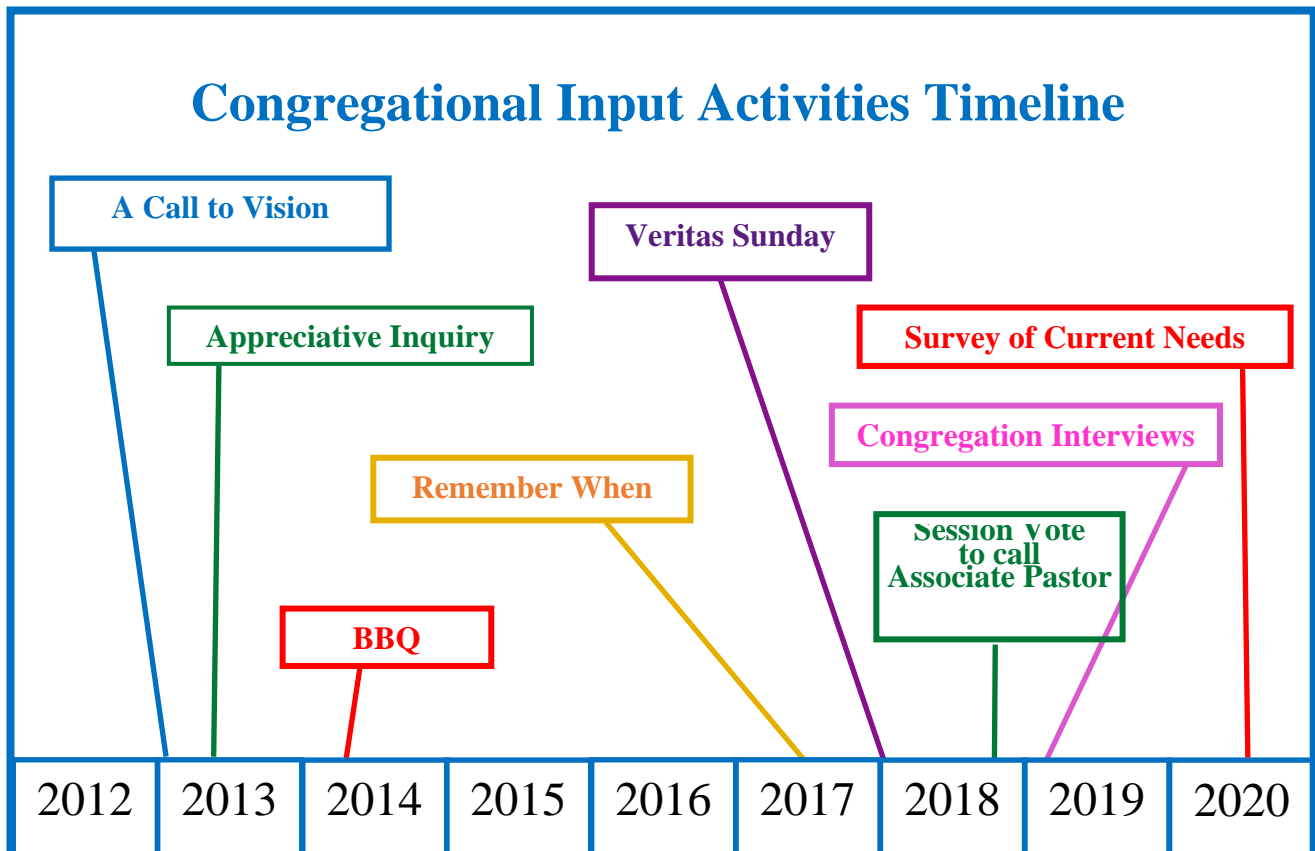 Congregational Input Activities Timeline
A Call to Vision
Veritas Sunday
Appreciative Inquiry
Survey of Current Needs
Congregation Interviews
Remember When
Session Vote
to call
Associate Pastor
BBQ
2012 2013 2014 2015 2016 2017 2018 2019 2020